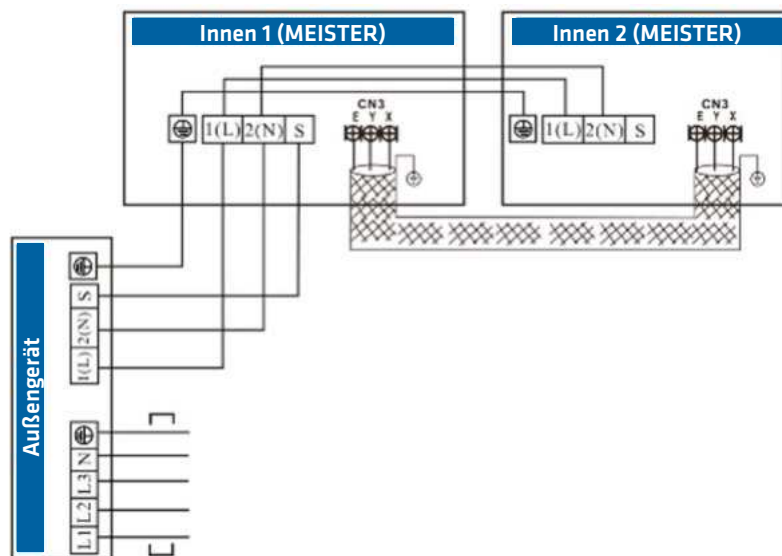 Innen 1 (MEISTER)
Innen 2 (MEISTER)
CN3
E Y X
1(L) 2(N) S
CN3
E Y X
1(L) 2(N) S
Außengerät
S
2(N)
1(L)
N
L3
L2
L1